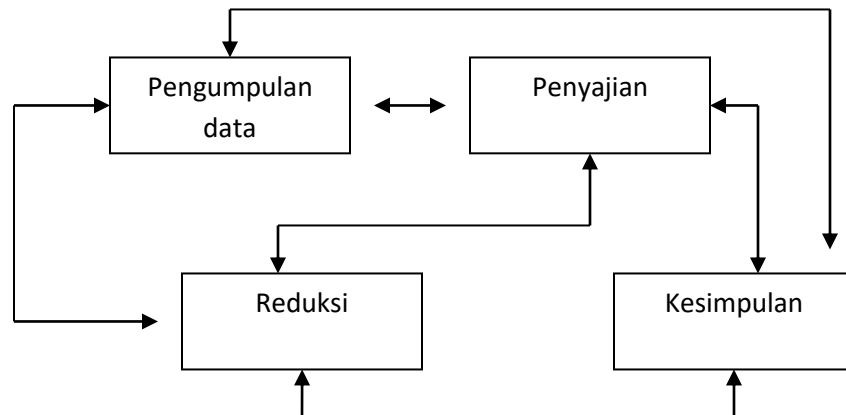 Pengumpulan
data
Penyajian
Reduksi
Kesimpulan